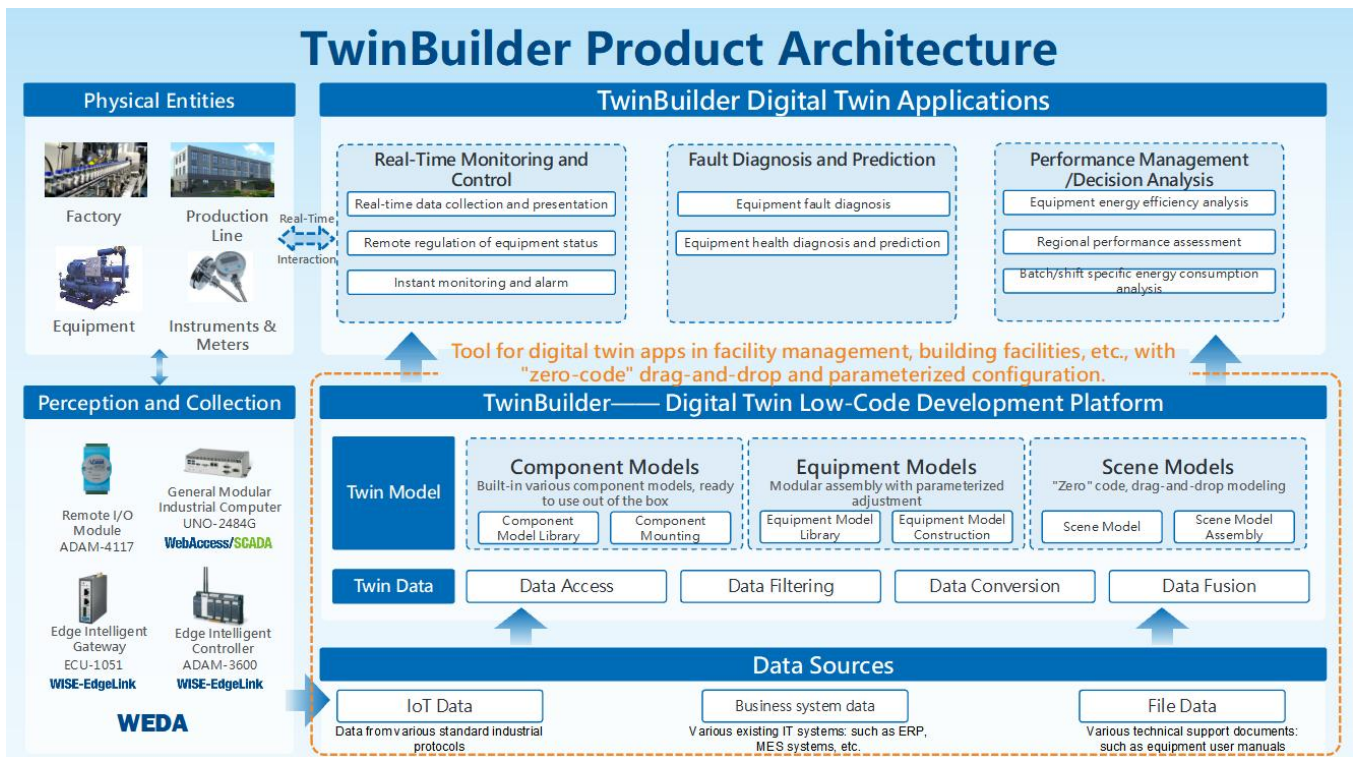 TwinBuilder Product Architecture
Physical Entities
Factory
Production
Line
Equipment
Instruments &
Meters
Real-Time
Interaction
TwinBuilder Digital Twin Applications
Real-Time Monitoring and
Control
Real-time data collection and presentation
Remote regulation of equipment status
Instant monitoring and alarm
Fault Diagnosis and Prediction
Equipment fault diagnosis
Equipment health diagnosis and prediction
Performance Management
/Decision Analysis
Equipment energy efficiency analysis
Regional performance assessment
Batch/shift specific energy consumption
analysis
Tool for digital twin apps in facility management, building facilities, etc., with
"zero-code" drag-and-drop and parameterized configuration.
Perception and Collection
Remote I/O
Module
ADAM-4117
General Modular
Industrial Computer
UNO-2484G
WebAccess/SCADA
Edge Intelligent
Gateway
ECU-1051
WISE-EdgeLink
Edge Intelligent
Controller
ADAM-3600
WISE-EdgeLink
WEDA
TwinBuilder—— Digital Twin Low-Code Development Platform
Twin Model
Component Models
Built-in various component models, ready
to use out of the box
Component
Model Library
Component
Mounting
Equipment Models
Modular assembly with parameterized
adjustment
Equipment Model
Library
Equipment Model
Construction
Scene Models
"Zero" code, drag-and-drop modeling
Scene Model
Scene Model
Assembly
Twin Data
Data Access
Data Filtering
Data Conversion
Data Fusion
Data Sources
IoT Data
Data from various standard industrial
protocols
Business system data
Various existing IT systems: such as ERP,
MES systems, etc.
File Data
Various technical support documents:
such as equipment user manuals